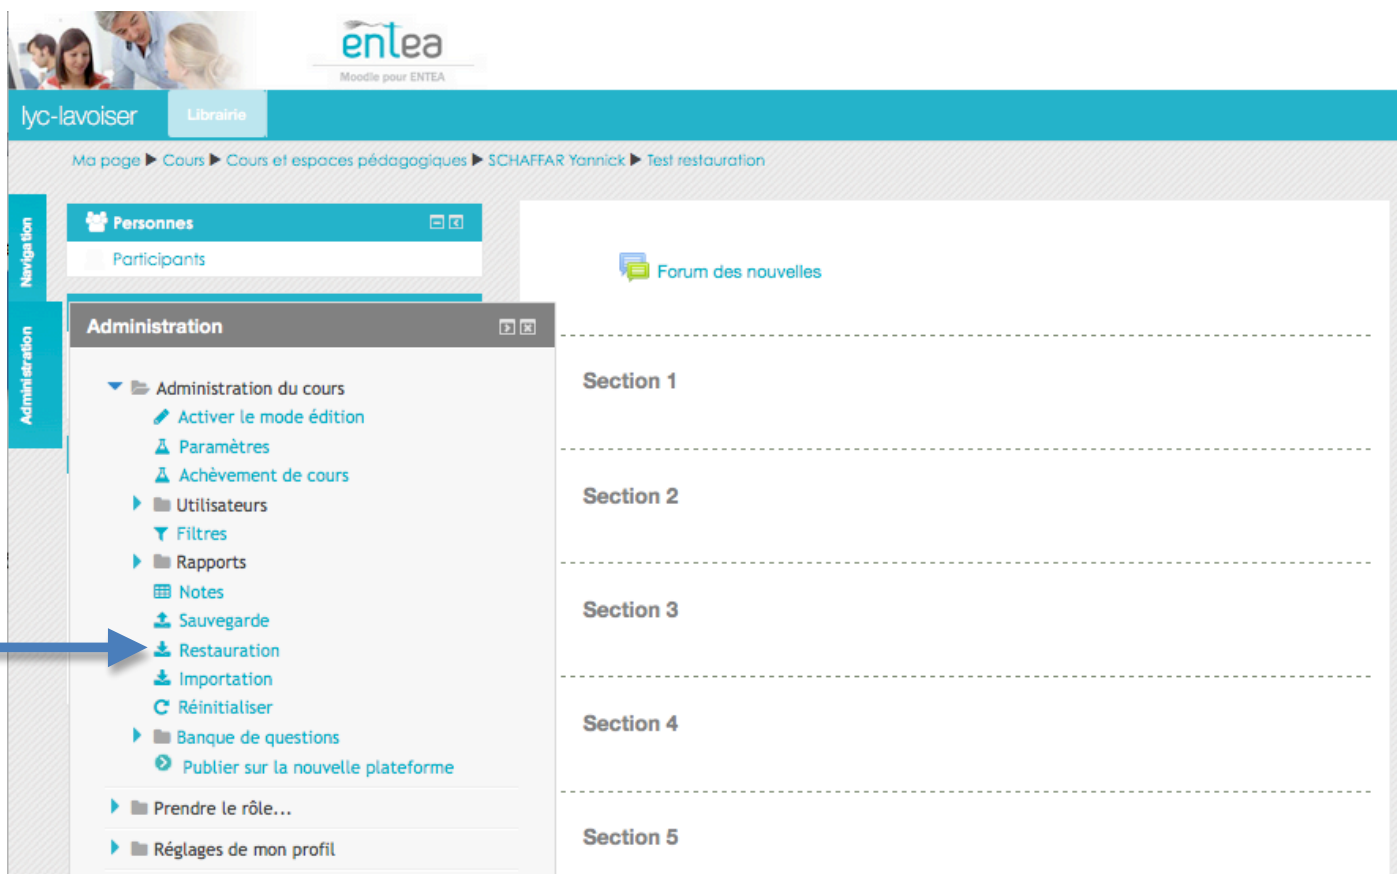 entea
Moodle pour ENTEA
lyc-lavoiser
Librairie
Ma page ▶ Cours ▶ Cours et espaces pédagogiques ▶ SCHAFFAR Yannick ▶ Test restauration
Navigation
Administration
Personnes
Participants
Administration
Administration du cours
Activer le mode édition
Paramètres
Achèvement de cours
Utilisateurs
Filtres
Rapports
Notes
Sauvegarde
Restauration
Importation
Réinitialiser
Banque de questions
Publier sur la nouvelle plateforme
Prendre le rôle...
Réglages de mon profil
Forum des nouvelles
Section 1
Section 2
Section 3
Section 4
Section 5